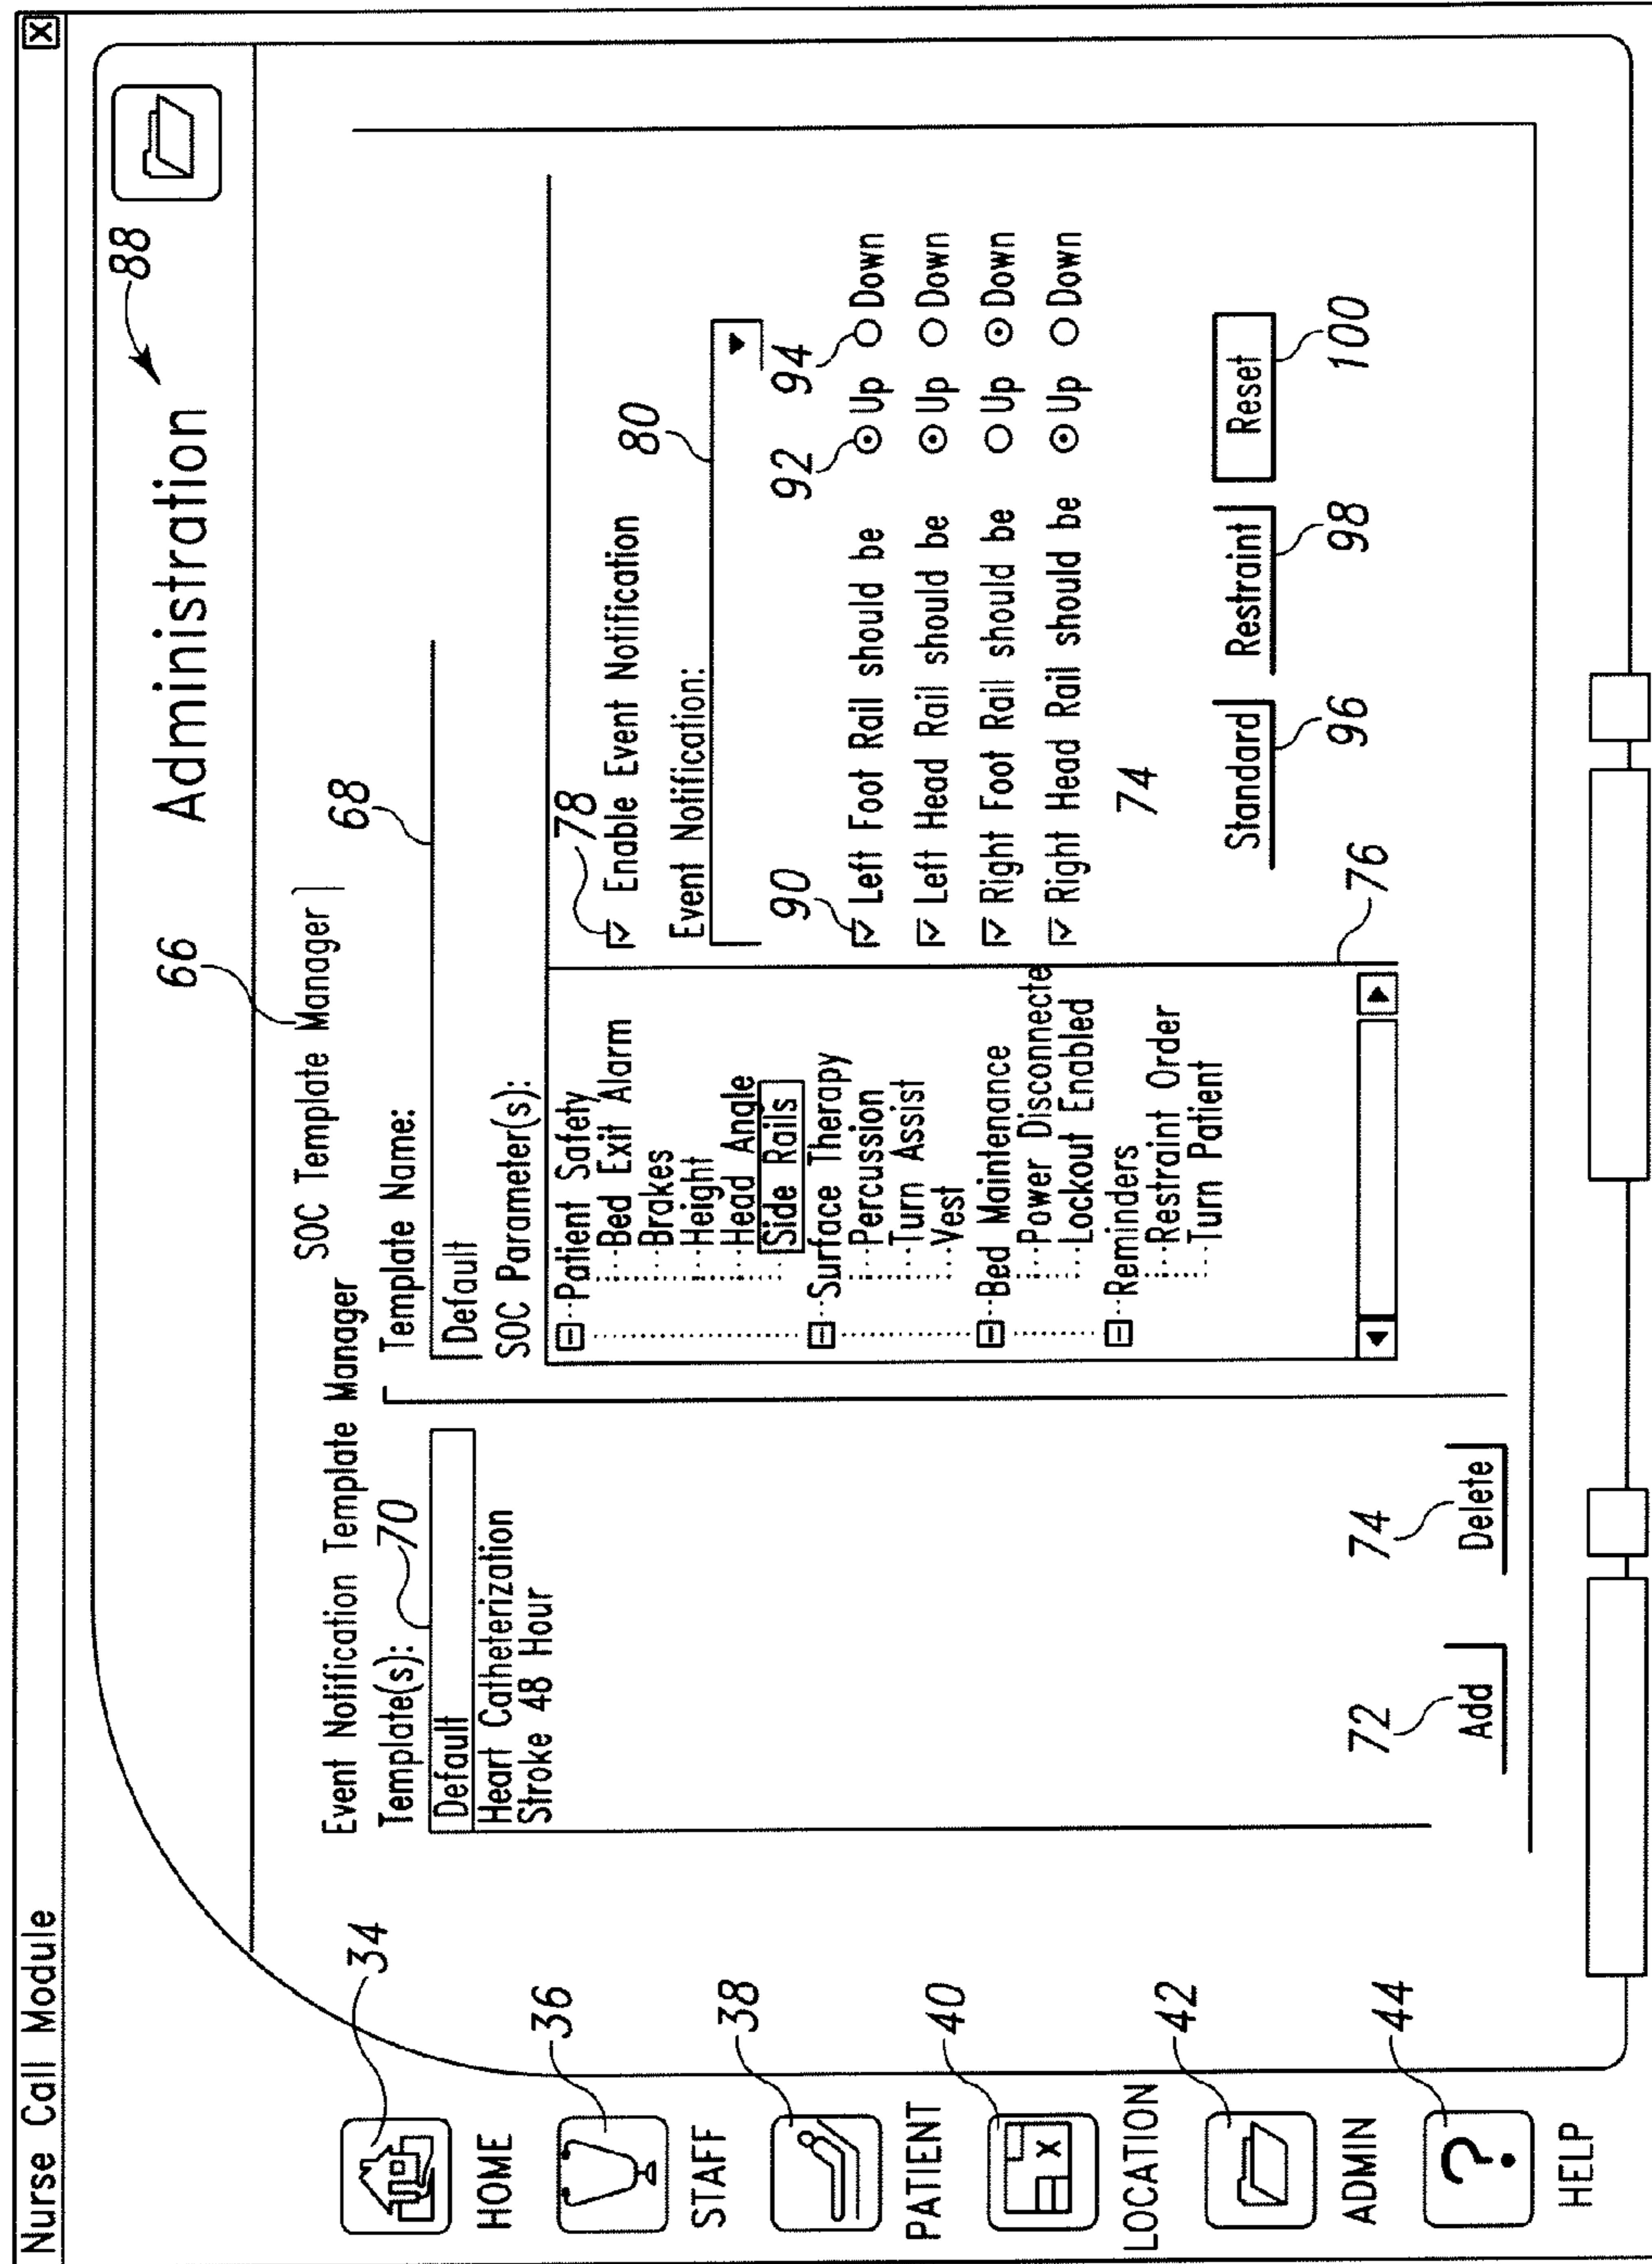 Nurse Call Module
X
Administration
88
66
SOC Template Manager
Event Notification Template Manager
Template(s):
70
Default
Heart Catheterization
Stroke 48 Hour
72
Add
74
Delete
Template Name:
68
Default
SOC Parameter(s):
Patient Safety
Bed Exit Alarm
Brakes
Height
Head Angle
Side Rails
Surface Therapy
Percussion
Turn Assist
Vest
Bed Maintenance
Power Disconnecte
Lockout Enabled
Reminders
Restraint Order
Turn Patient
76
78
Enable Event Notification
Event Notification:
80
90
92
94
Left Foot Rail should be Up Down
Left Head Rail should be Up Down
Right Foot Rail should be Up Down
Right Head Rail should be Up Down
74
Standard
Restraint
Reset
96
98
100
34
HOME
36
STAFF
38
PATIENT
40
X
LOCATION
42
ADMIN
44
?
HELP